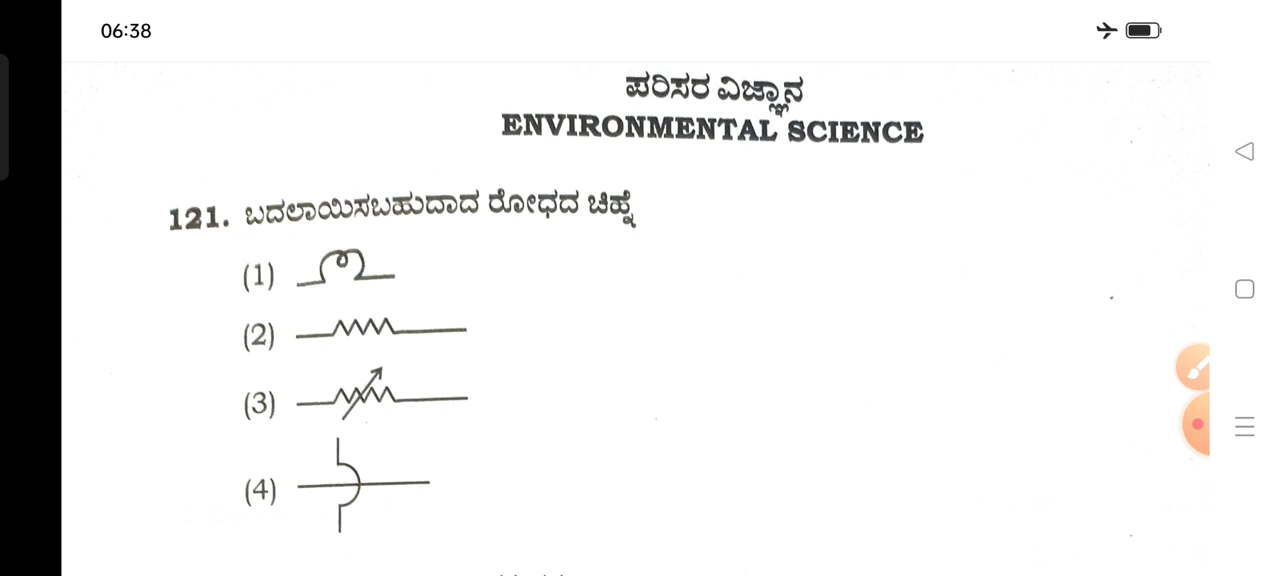 06:38
ಪರಿಸರ ವಿಜ್ಞಾನ
ENVIRONMENTAL SCIENCE
121. ಬದಲಾಯಿಸಬಹುದಾದ ರೋಧದ ಚಿಹ್ನೆ
(1)
(2)
(3)
(4)